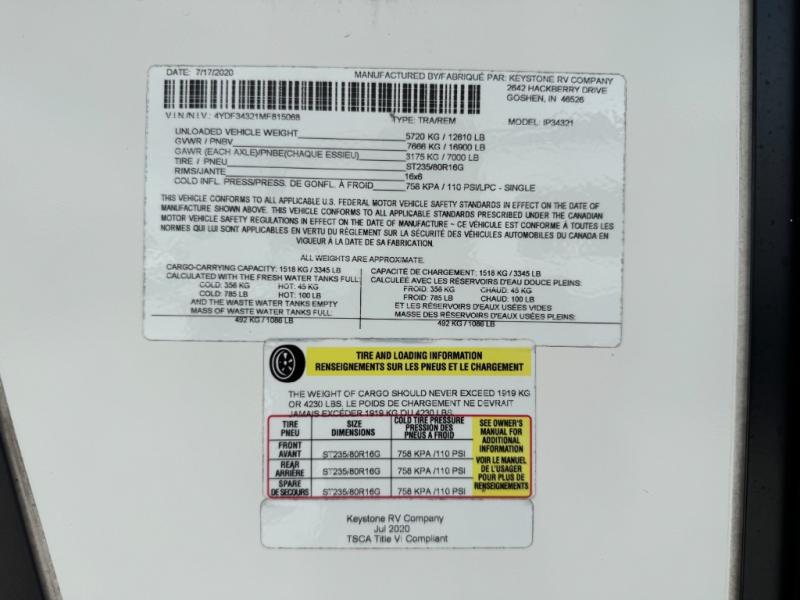 DATE: 7/17/2020
MANUFACTURED BY/FABRIQUÉ PAR: KEYSTONE RV COMPANY
2642 HACKBERRY DRIVE
GOSHEN, IN 46526
V.I.N./N.I.V.: 4YDF34321MF815068 TYPE: TRA/REM MODEL: IP34321
UNLOADED VEHICLE WEIGHT 5720 KG / 12610 LB
GVWR / PNBV 7666 KG / 16900 LB
GAWR (EACH AXLE)/PNBE(CHAQUE ESSIEU) 3175 KG / 7000 LB
TIRE / PNEU ST235/80R16G
RIMS/JANTE 16x6
COLD INFL. PRESS/PRESS. DE GONFL. À FROID 758 KPA / 110 PSI/LPC - SINGLE
THIS VEHICLE CONFORMS TO ALL APPLICABLE U.S. FEDERAL MOTOR VEHICLE SAFETY STANDARDS IN EFFECT ON THE DATE OF
MANUFACTURE SHOWN ABOVE. THIS VEHICLE CONFORMS TO ALL APPLICABLE STANDARDS PRESCRIBED UNDER THE CANADIAN
MOTOR VEHICLE SAFETY REGULATIONS IN EFFECT ON THE DATE OF MANUFACTURE ~ CE VÉHICULE EST CONFORME À TOUTES LES
NORMES QUI LUI SONT APPLICABLES EN VERTU DU RÈGLEMENT SUR LA SÉCURITÉ DES VÉHICULES AUTOMOBILES DU CANADA EN
VIGUEUR À LA DATE DE SA FABRICATION.
ALL WEIGHTS ARE APPROXIMATE.
CARGO-CARRYING CAPACITY: 1518 KG / 3345 LB
CALCULATED WITH THE FRESH WATER TANKS FULL:
COLD: 356 KG HOT: 45 KG
COLD: 785 LB HOT: 100 LB
AND THE WASTE WATER TANKS EMPTY
MASS OF WASTE WATER TANKS FULL:
492 KG / 1086 LB
CAPACITÉ DE CHARGEMENT: 1518 KG / 3345 LB
CALCULÉE AVEC LES RÉSERVOIRS D'EAU DOUCE PLEINS:
FROID: 356 KG CHAUD: 45 KG
FROID: 785 LB CHAUD: 100 LB
ET LES RÉSERVOIRS D'EAUX USÉES VIDES
MASSE DES RÉSERVOIRS D'EAUX USÉES PLEINS:
492 KG / 1086 LB
TIRE AND LOADING INFORMATION
RENSEIGNEMENTS SUR LES PNEUS ET LE CHARGEMENT
THE WEIGHT OF CARGO SHOULD NEVER EXCEED 1919 KG
OR 4230 LBS. LE POIDS DE CHARGEMENT NE DEVRAIT
JAMAIS EXCÉDER 1919 KG OU 4230 LBS.
TIRE
PNEU
SIZE
DIMENSIONS
COLD TIRE PRESSURE
PRESSION DES
PNEUS A FROID
FRONT
AVANT
ST235/80R16G 758 KPA /110 PSI
REAR
ARRIÈRE
ST235/80R16G 758 KPA /110 PSI
SPARE
DE SECOURS
ST235/80R16G 758 KPA /110 PSI
SEE OWNER'S
MANUAL FOR
ADDITIONAL
INFORMATION
VOIR LE MANUEL
DE L'USAGER
POUR PLUS DE
RENSEIGNEMENTS
Keystone RV Company
Jul 2020
TSCA Title VI Compliant